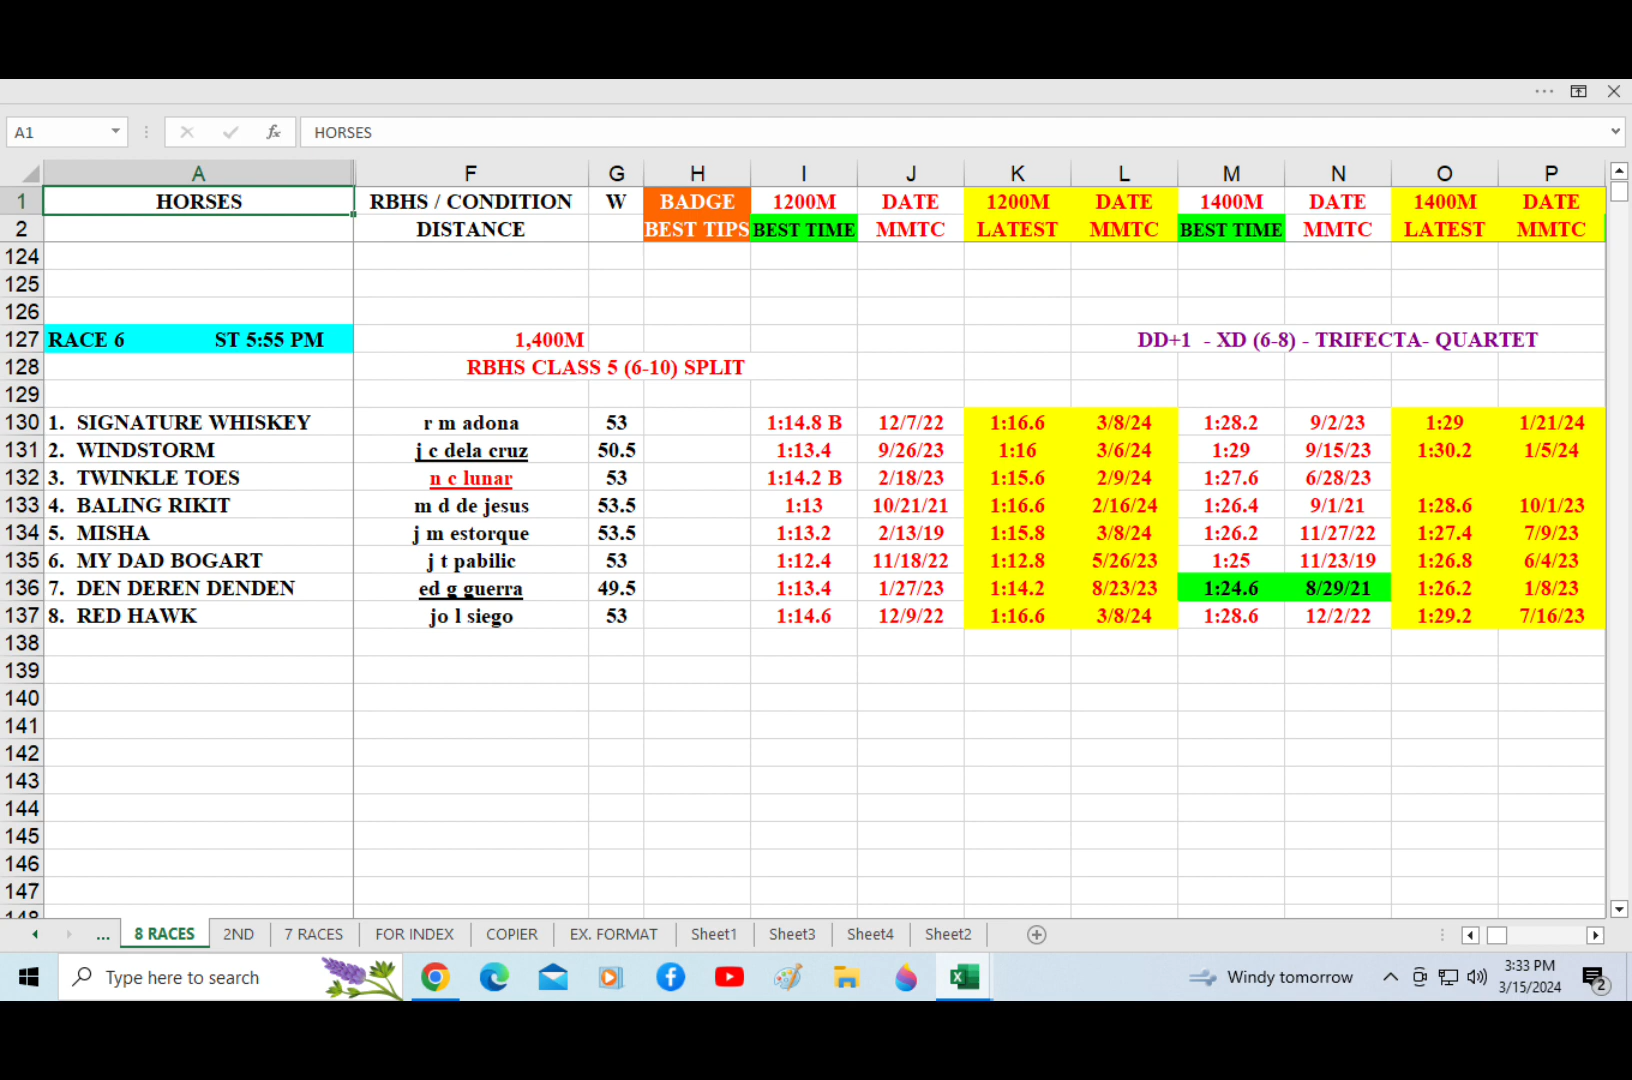 A1 fx HORSES
A F G H I J K L M N O P
1 HORSES RBHS / CONDITION W BADGE 1200M DATE 1200M DATE 1400M DATE 1400M DATE
2 DISTANCE BEST TIPS BEST TIME MMTC LATEST MMTC BEST TIME MMTC LATEST MMTC
124
125
126
127 RACE 6 ST 5:55 PM 1,400M DD+1 - XD (6-8) - TRIFECTA- QUARTET
128 RBHS CLASS 5 (6-10) SPLIT
129
130 1. SIGNATURE WHISKEY r m adona 53 1:14.8 B 12/7/22 1:16.6 3/8/24 1:28.2 9/2/23 1:29 1/21/24
131 2. WINDSTORM j c dela cruz 50.5 1:13.4 9/26/23 1:16 3/6/24 1:29 9/15/23 1:30.2 1/5/24
132 3. TWINKLE TOES n c lunar 53 1:14.2 B 2/18/23 1:15.6 2/9/24 1:27.6 6/28/23
133 4. BALING RIKIT m d de jesus 53.5 1:13 10/21/21 1:16.6 2/16/24 1:26.4 9/1/21 1:28.6 10/1/23
134 5. MISHA j m estorque 53.5 1:13.2 2/13/19 1:15.8 3/8/24 1:26.2 11/27/22 1:27.4 7/9/23
135 6. MY DAD BOGART j t pabilic 53 1:12.4 11/18/22 1:12.8 5/26/23 1:25 11/23/19 1:26.8 6/4/23
136 7. DEN DEREN DENDEN ed g guerra 49.5 1:13.4 1/27/23 1:14.2 8/23/23 1:24.6 8/29/21 1:26.2 1/8/23
137 8. RED HAWK jo l siego 53 1:14.6 12/9/22 1:16.6 3/8/24 1:28.6 12/2/22 1:29.2 7/16/23
138
139
140
141
142
143
144
145
146
147
148
... 8 RACES 2ND 7 RACES FOR INDEX COPIER EX. FORMAT Sheet1 Sheet3 Sheet4 Sheet2
Type here to search Windy tomorrow 3:33 PM
3/15/2024 2